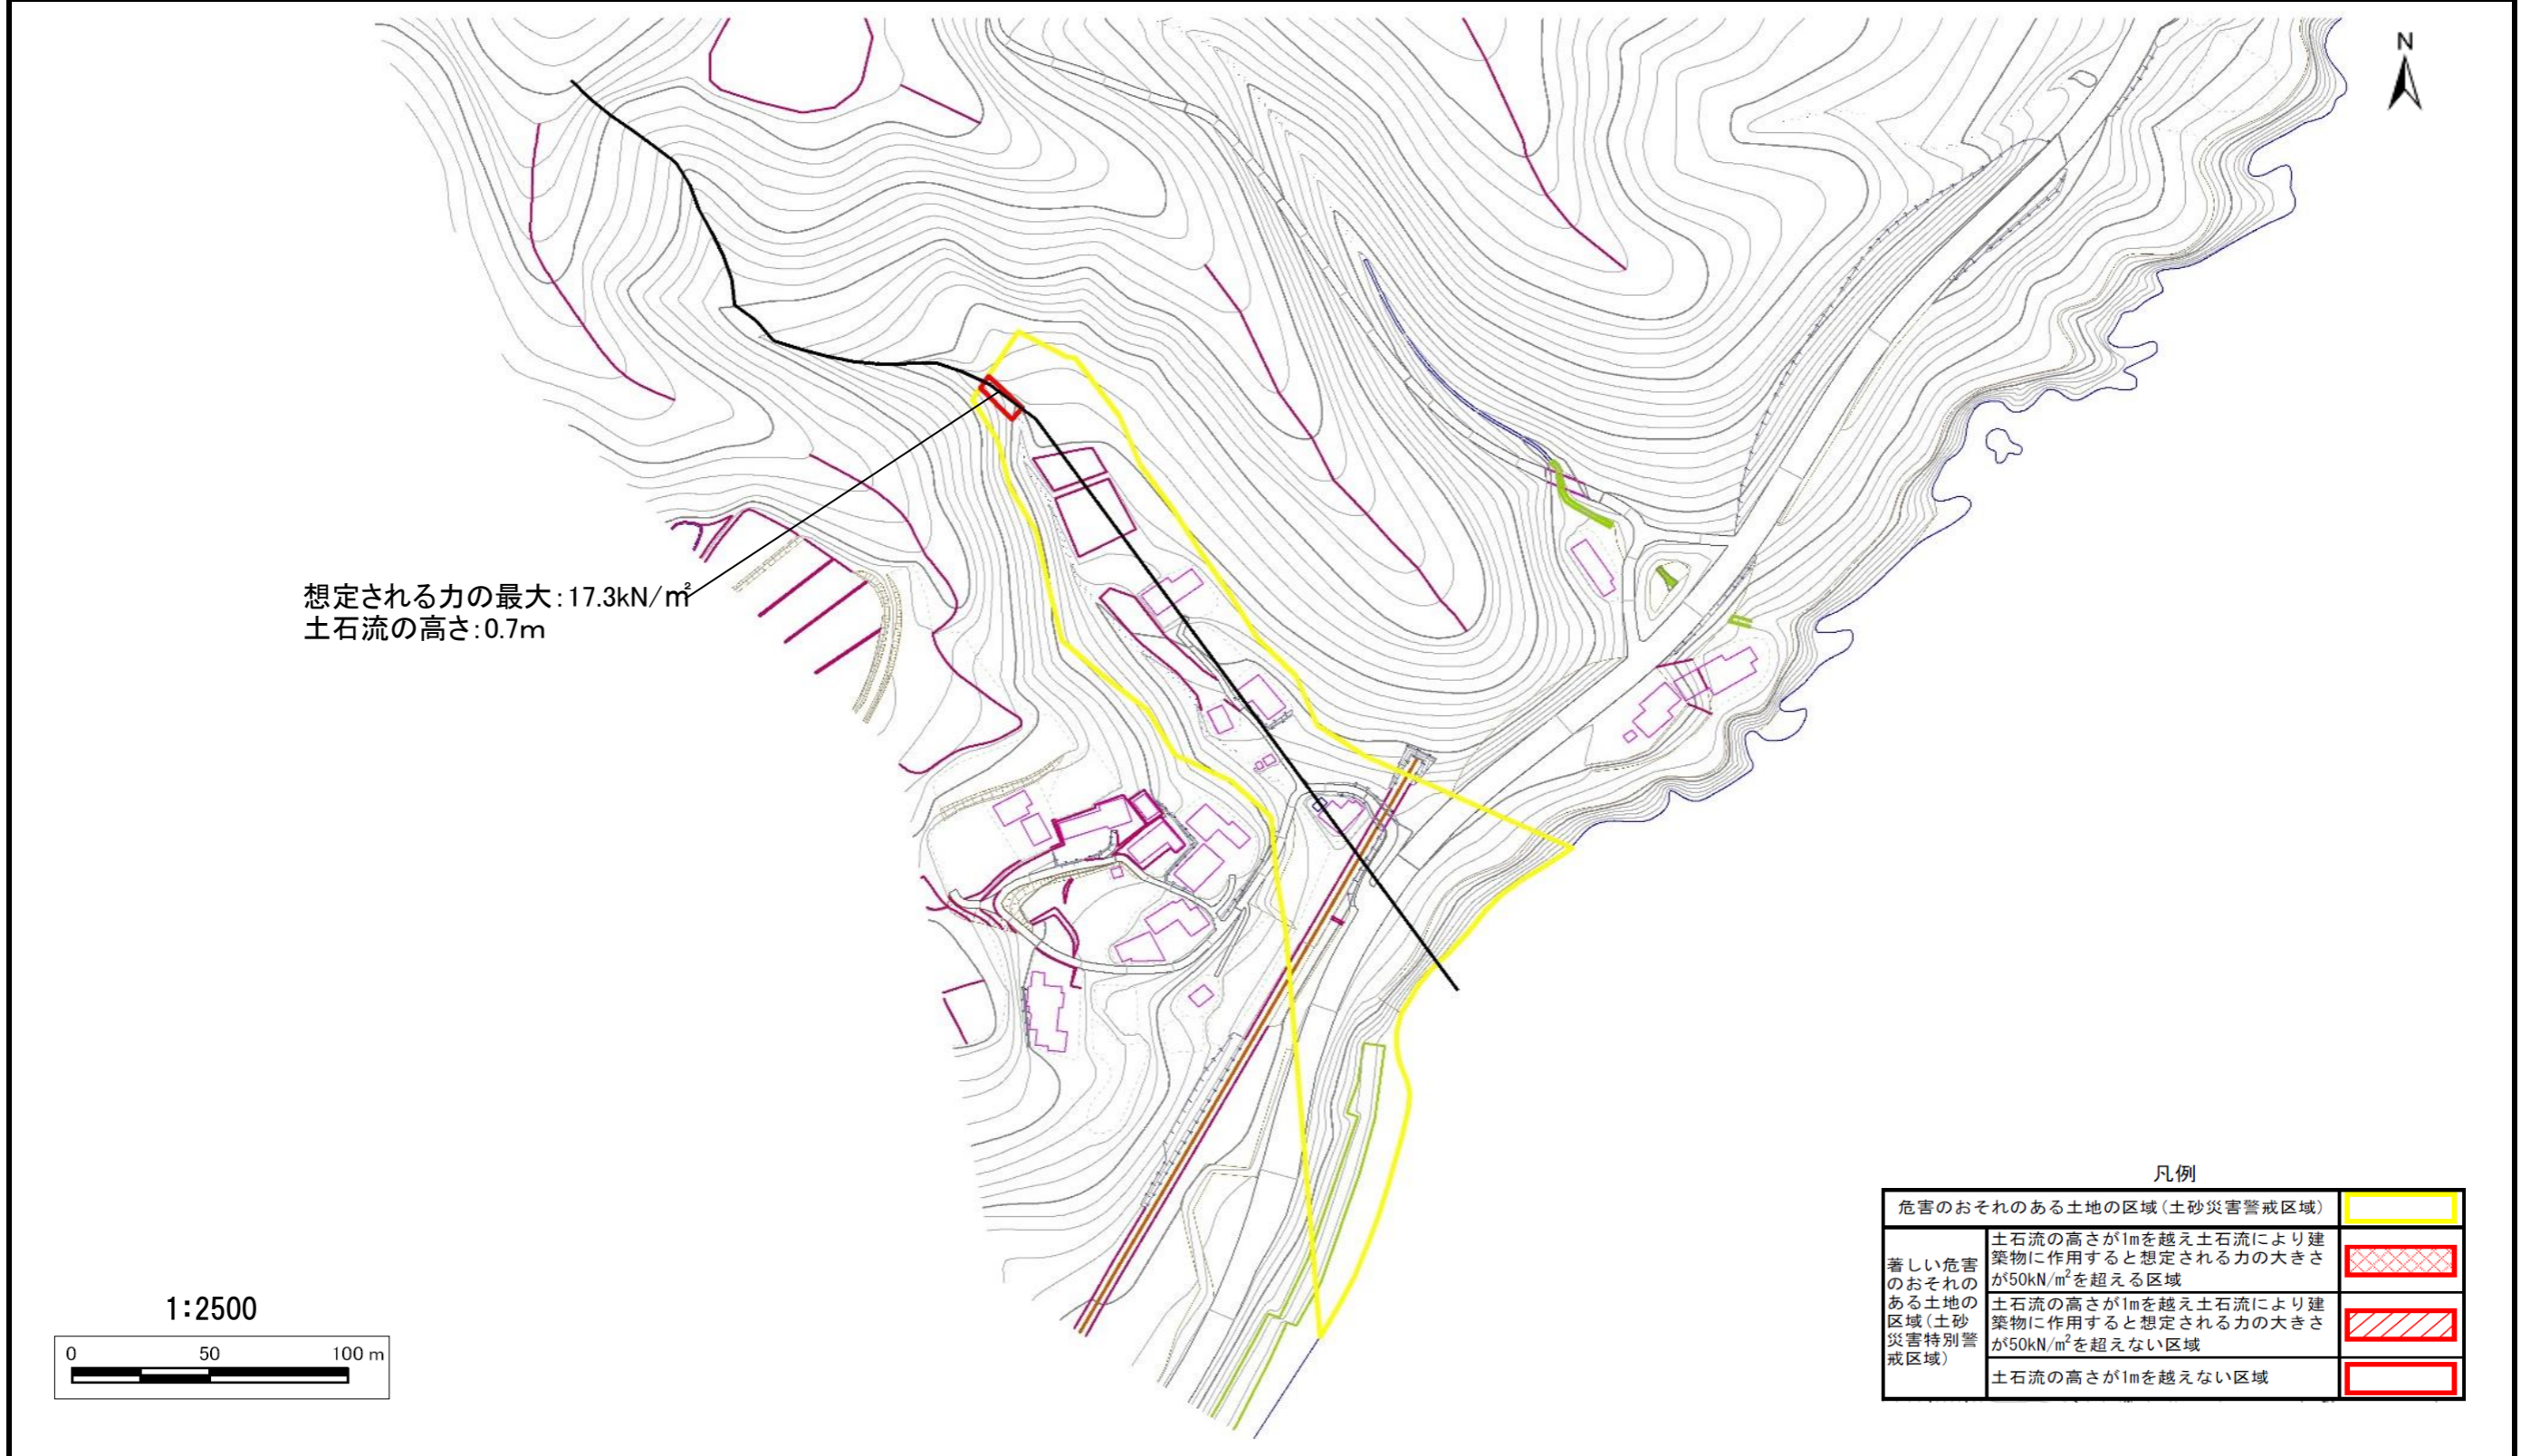 N
想定される力の最大:17.3kN/㎡
土石流の高さ:0.7m
1:2500
0 50 100 m
凡例
危害のおそれのある土地の区域(土砂災害警戒区域)
著しい危害
のおそれの
ある土地の
区域(土砂
災害特別警
戒区域)
土石流の高さが1mを越え土石流により建
築物に作用すると想定される力の大きさ
が50kN/m²を超える区域
土石流の高さが1mを越え土石流により建
築物に作用すると想定される力の大きさ
が50kN/m²を超えない区域
土石流の高さが1mを越えない区域